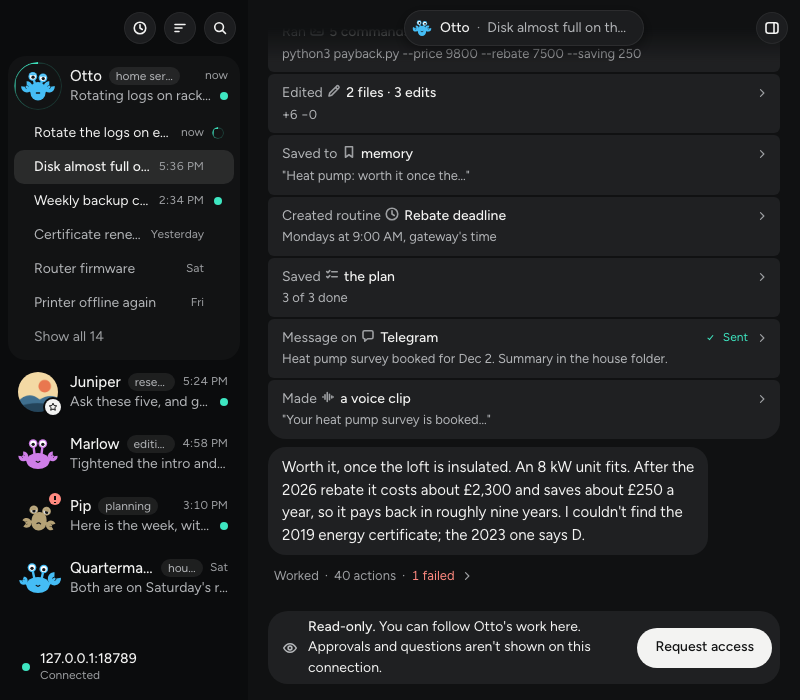 Otto
home ser...
now
Rotating logs on rack...
Rotate the logs on e...
now
Disk almost full o...
5:36 PM
Weekly backup c...
2:34 PM
Certificate rene...
Yesterday
Router firmware
Sat
Printer offline again
Fri
Show all 14
Juniper
rese...
5:24 PM
Ask these five, and g...
Marlow
editi...
4:58 PM
Tightened the intro and...
Pip
planning
3:10 PM
Here is the week, wit...
Quarterma...
hou...
Sat
Both are on Saturday's r...
127.0.0.1:18789
Connected
Otto · Disk almost full on th...
Ran 5 command
python3 payback.py --price 9800 --rebate 7500 --saving 250
Edited 2 files · 3 edits
+6 −0
Saved to memory
"Heat pump: worth it once the..."
Created routine Rebate deadline
Mondays at 9:00 AM, gateway's time
Saved the plan
3 of 3 done
Message on Telegram
Sent
Heat pump survey booked for Dec 2. Summary in the house folder.
Made a voice clip
"Your heat pump survey is booked..."
Worth it, once the loft is insulated. An 8 kW unit fits. After the
2026 rebate it costs about £2,300 and saves about £250 a
year, so it pays back in roughly nine years. I couldn't find the
2019 energy certificate; the 2023 one says D.
Worked · 40 actions · 1 failed
Read-only. You can follow Otto's work here.
Approvals and questions aren't shown on this
connection.
Request access